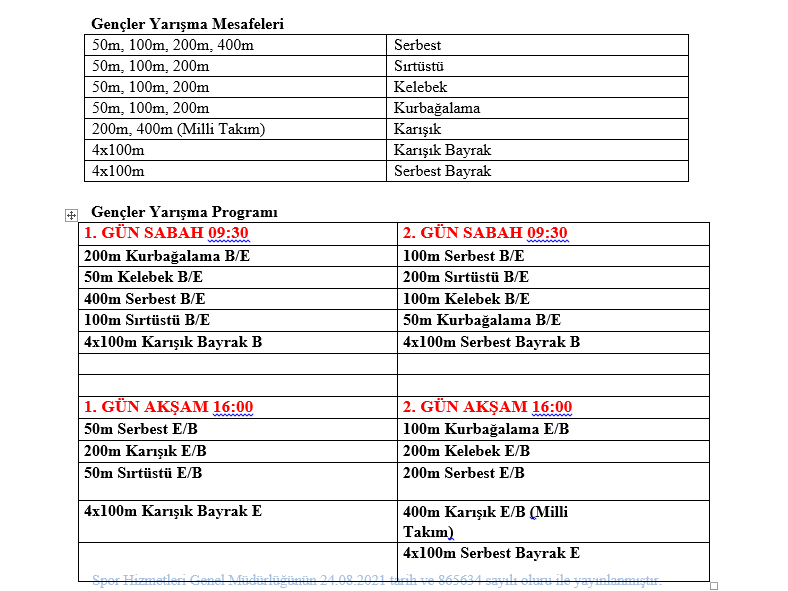 Gençler Yarışma Mesafeleri
50m, 100m, 200m, 400m Serbest
50m, 100m, 200m Sırtüstü
50m, 100m, 200m Kelebek
50m, 100m, 200m Kurbağalama
200m, 400m (Milli Takım) Karışık
4x100m Karışık Bayrak
4x100m Serbest Bayrak
Gençler Yarışma Programı
1. GÜN SABAH 09:30 2. GÜN SABAH 09:30
200m Kurbağalama B/E 100m Serbest B/E
50m Kelebek B/E 200m Sırtüstü B/E
400m Serbest B/E 100m Kelebek B/E
100m Sırtüstü B/E 50m Kurbağalama B/E
4x100m Karışık Bayrak B 4x100m Serbest Bayrak B
1. GÜN AKŞAM 16:00 2. GÜN AKŞAM 16:00
50m Serbest E/B 100m Kurbağalama E/B
200m Karışık E/B 200m Kelebek E/B
50m Sırtüstü E/B 200m Serbest E/B
4x100m Karışık Bayrak E 400m Karışık E/B (Milli
Takım)
4x100m Serbest Bayrak E
Spor Hizmetleri Genel Müdürlüğünün 24.08.2021 tarih ve 865634 sayılı oluru ile yayınlanmıştır.